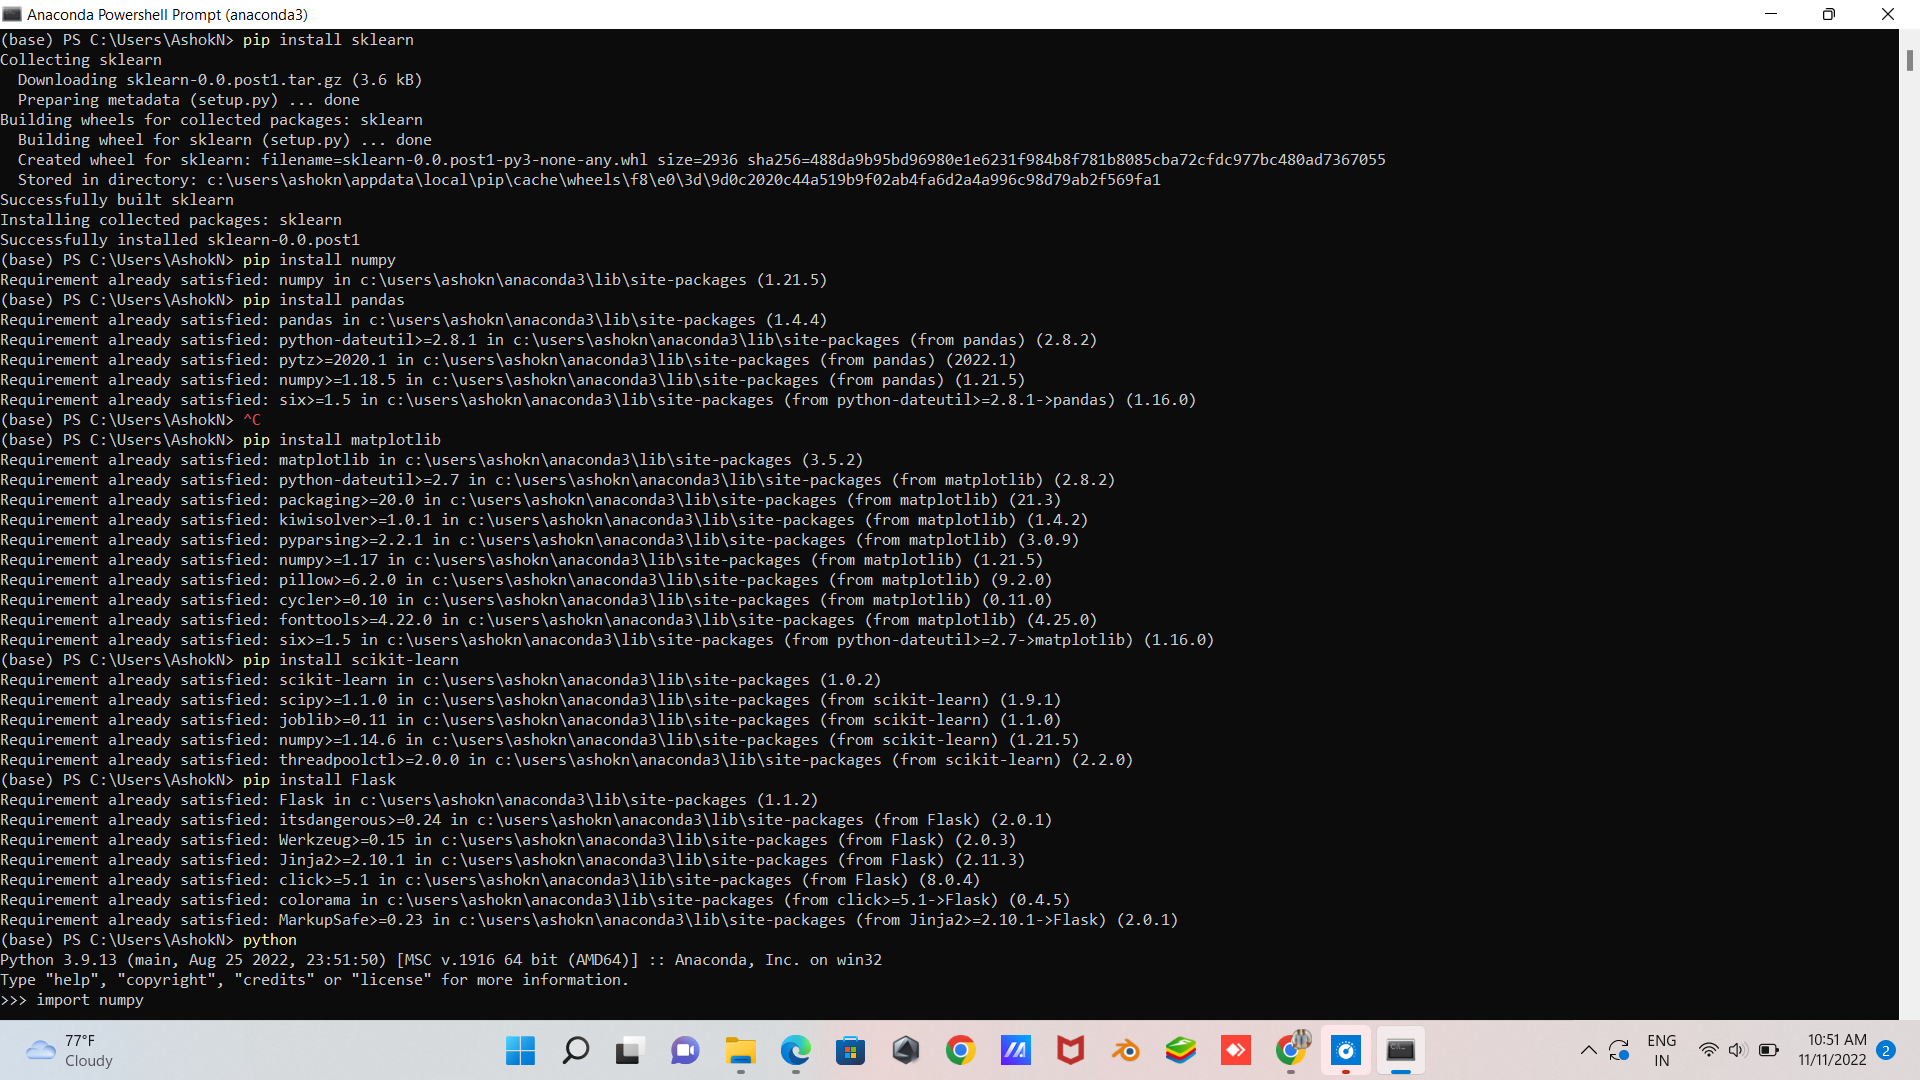 Anaconda Powershell Prompt (anaconda3)
(base) PS C:\Users\AshokN> pip install sklearn
Collecting sklearn
  Downloading sklearn-0.0.post1.tar.gz (3.6 kB)
  Preparing metadata (setup.py) ... done
Building wheels for collected packages: sklearn
  Building wheel for sklearn (setup.py) ... done
  Created wheel for sklearn: filename=sklearn-0.0.post1-py3-none-any.whl size=2936 sha256=488da9b95bd96980e1e6231f984b8f781b8085cba72cfdc977bc480ad7367055
  Stored in directory: c:\users\ashokn\appdata\local\pip\cache\wheels\f8\e0\3d\9d0c2020c44a519b9f02ab4fa6d2a4a996c98d79ab2f569fa1
Successfully built sklearn
Installing collected packages: sklearn
Successfully installed sklearn-0.0.post1
(base) PS C:\Users\AshokN> pip install numpy
Requirement already satisfied: numpy in c:\users\ashokn\anaconda3\lib\site-packages (1.21.5)
(base) PS C:\Users\AshokN> pip install pandas
Requirement already satisfied: pandas in c:\users\ashokn\anaconda3\lib\site-packages (1.4.4)
Requirement already satisfied: python-dateutil>=2.8.1 in c:\users\ashokn\anaconda3\lib\site-packages (from pandas) (2.8.2)
Requirement already satisfied: pytz>=2020.1 in c:\users\ashokn\anaconda3\lib\site-packages (from pandas) (2022.1)
Requirement already satisfied: numpy>=1.18.5 in c:\users\ashokn\anaconda3\lib\site-packages (from pandas) (1.21.5)
Requirement already satisfied: six>=1.5 in c:\users\ashokn\anaconda3\lib\site-packages (from python-dateutil>=2.8.1->pandas) (1.16.0)
(base) PS C:\Users\AshokN> ^C
(base) PS C:\Users\AshokN> pip install matplotlib
Requirement already satisfied: matplotlib in c:\users\ashokn\anaconda3\lib\site-packages (3.5.2)
Requirement already satisfied: python-dateutil>=2.7 in c:\users\ashokn\anaconda3\lib\site-packages (from matplotlib) (2.8.2)
Requirement already satisfied: packaging>=20.0 in c:\users\ashokn\anaconda3\lib\site-packages (from matplotlib) (21.3)
Requirement already satisfied: kiwisolver>=1.0.1 in c:\users\ashokn\anaconda3\lib\site-packages (from matplotlib) (1.4.2)
Requirement already satisfied: pyparsing>=2.2.1 in c:\users\ashokn\anaconda3\lib\site-packages (from matplotlib) (3.0.9)
Requirement already satisfied: numpy>=1.17 in c:\users\ashokn\anaconda3\lib\site-packages (from matplotlib) (1.21.5)
Requirement already satisfied: pillow>=6.2.0 in c:\users\ashokn\anaconda3\lib\site-packages (from matplotlib) (9.2.0)
Requirement already satisfied: cycler>=0.10 in c:\users\ashokn\anaconda3\lib\site-packages (from matplotlib) (0.11.0)
Requirement already satisfied: fonttools>=4.22.0 in c:\users\ashokn\anaconda3\lib\site-packages (from matplotlib) (4.25.0)
Requirement already satisfied: six>=1.5 in c:\users\ashokn\anaconda3\lib\site-packages (from python-dateutil>=2.7->matplotlib) (1.16.0)
(base) PS C:\Users\AshokN> pip install scikit-learn
Requirement already satisfied: scikit-learn in c:\users\ashokn\anaconda3\lib\site-packages (1.0.2)
Requirement already satisfied: scipy>=1.1.0 in c:\users\ashokn\anaconda3\lib\site-packages (from scikit-learn) (1.9.1)
Requirement already satisfied: joblib>=0.11 in c:\users\ashokn\anaconda3\lib\site-packages (from scikit-learn) (1.1.0)
Requirement already satisfied: numpy>=1.14.6 in c:\users\ashokn\anaconda3\lib\site-packages (from scikit-learn) (1.21.5)
Requirement already satisfied: threadpoolctl>=2.0.0 in c:\users\ashokn\anaconda3\lib\site-packages (from scikit-learn) (2.2.0)
(base) PS C:\Users\AshokN> pip install Flask
Requirement already satisfied: Flask in c:\users\ashokn\anaconda3\lib\site-packages (1.1.2)
Requirement already satisfied: itsdangerous>=0.24 in c:\users\ashokn\anaconda3\lib\site-packages (from Flask) (2.0.1)
Requirement already satisfied: Werkzeug>=0.15 in c:\users\ashokn\anaconda3\lib\site-packages (from Flask) (2.0.3)
Requirement already satisfied: Jinja2>=2.10.1 in c:\users\ashokn\anaconda3\lib\site-packages (from Flask) (2.11.3)
Requirement already satisfied: click>=5.1 in c:\users\ashokn\anaconda3\lib\site-packages (from Flask) (8.0.4)
Requirement already satisfied: colorama in c:\users\ashokn\anaconda3\lib\site-packages (from click>=5.1->Flask) (0.4.5)
Requirement already satisfied: MarkupSafe>=0.23 in c:\users\ashokn\anaconda3\lib\site-packages (from Jinja2>=2.10.1->Flask) (2.0.1)
(base) PS C:\Users\AshokN> python
Python 3.9.13 (main, Aug 25 2022, 23:51:50) [MSC v.1916 64 bit (AMD64)] :: Anaconda, Inc. on win32
Type "help", "copyright", "credits" or "license" for more information.
>>> import numpy
77°F
Cloudy
ENG
IN
10:51 AM
11/11/2022
2